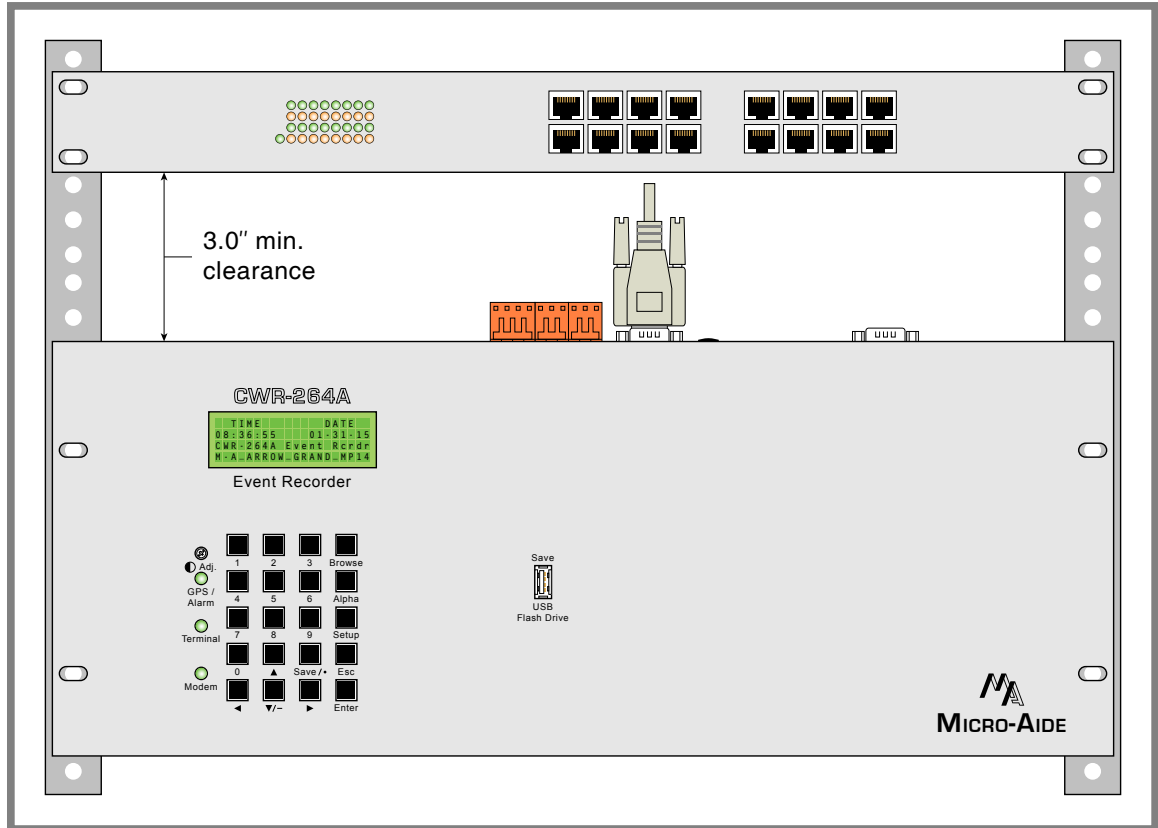 3.0" min.
clearance
CWR-264A
TIME DATE
08:36:55 01-31-15
CWR-264A Event Rcrdr
M-A_ARROW_GRAND_MP14
Event Recorder
1 2 3 Browse
Adj.
GPS /
Alarm
4 5 6 Alpha
Terminal
7 8 9 Setup
0 ▲ Save/• Esc
Modem
◄ ▼/– ► Enter
Save
USB
Flash Drive
MA
MICRO-AIDE